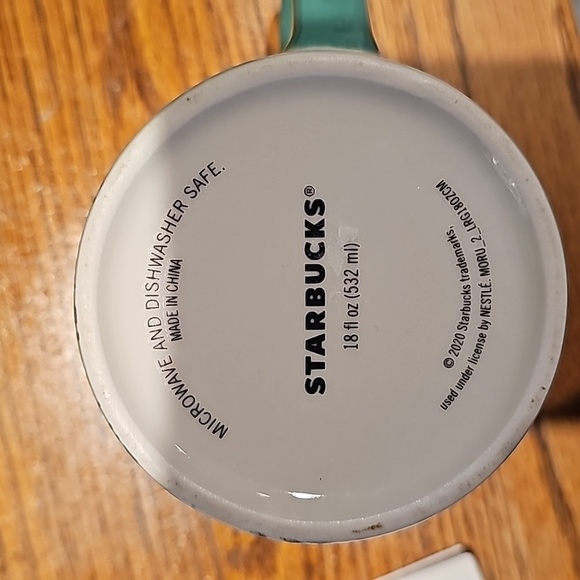 MICROWAVE AND DISHWASHER SAFE.
MADE IN CHINA
STARBUCKS®
18 fl oz (532 ml)
© 2020 Starbucks trademarks,
used under license by NESTLÉ. MORU_2_LRG18OZCM